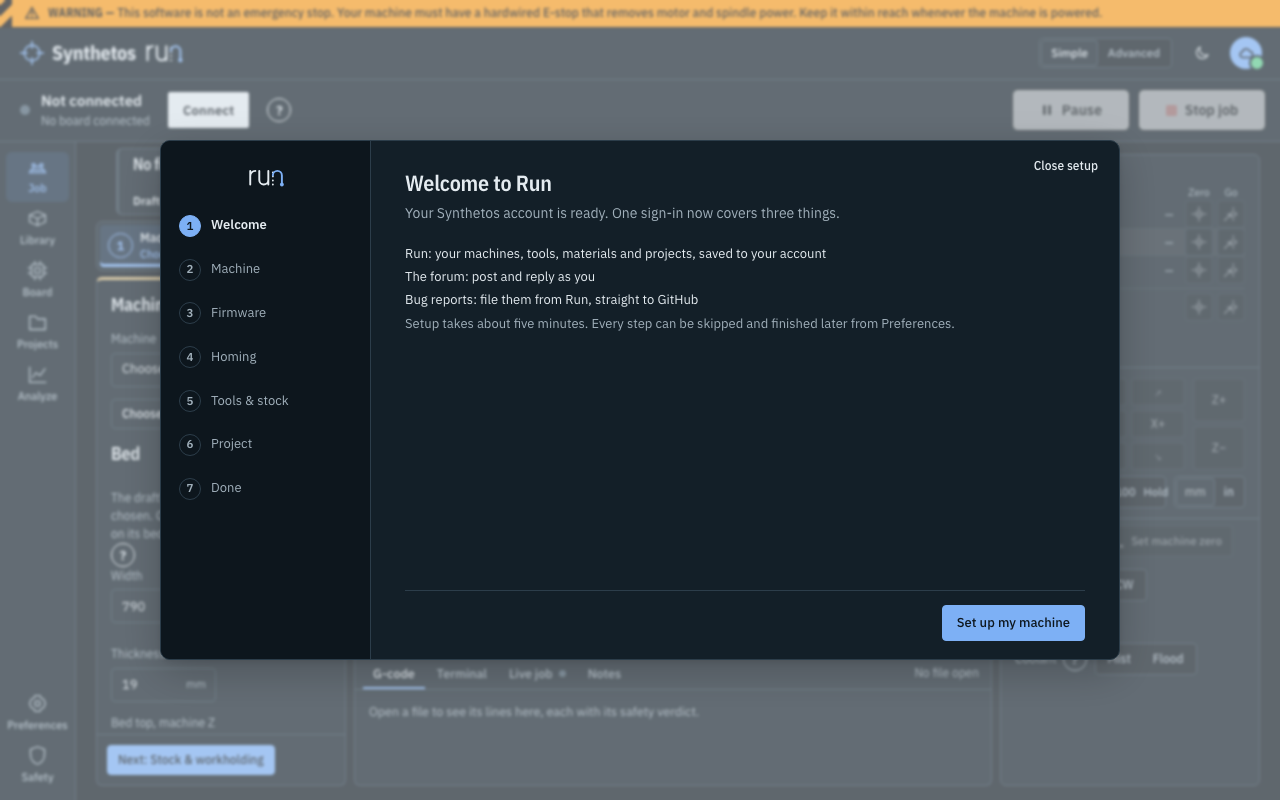 WARNING — This software is not an emergency stop. Your machine must have a hardwired E-stop that removes motor and spindle power. Keep it within reach whenever the machine is powered.
Synthetos run
Simple
Advanced
Not connected
No board connected
Connect
?
Pause
Stop job
Job
Library
Board
Projects
Analyze
Preferences
Safety
run
1 Welcome
2 Machine
3 Firmware
4 Homing
5 Tools & stock
6 Project
7 Done
Close setup
Welcome to Run
Your Synthetos account is ready. One sign-in now covers three things.
Run: your machines, tools, materials and projects, saved to your account
The forum: post and reply as you
Bug reports: file them from Run, straight to GitHub
Setup takes about five minutes. Every step can be skipped and finished later from Preferences.
Set up my machine
1
Machine
Bed
The draft
chosen.
on its bed
?
Width
790
19 mm
Bed top, machine Z
Next: Stock & workholding
G-code
Terminal
Live job
Notes
No file open
Open a file to see its lines here, each with its safety verdict.
Zero Go
Z+
X+
Z−
Hold
mm
in
Set machine zero
Flood